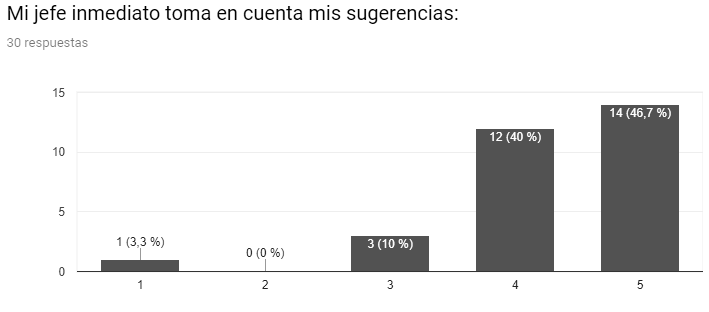 Mi jefe inmediato toma en cuenta mis sugerencias:
30 respuestas
15
10
5
0
1 (3,3 %)
0 (0 %)
3 (10 %)
12 (40 %)
14 (46,7 %)
1 2 3 4 5